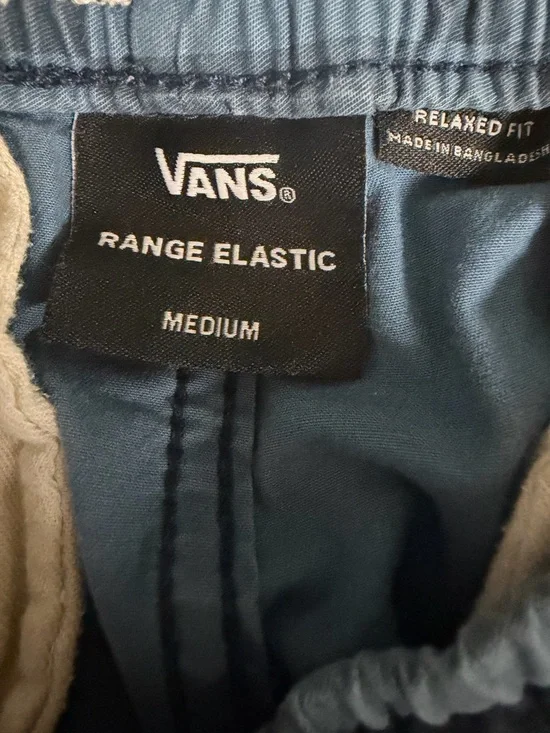 VANS®
RANGE ELASTIC
MEDIUM
RELAXED FIT
MADE IN BANGLADESH